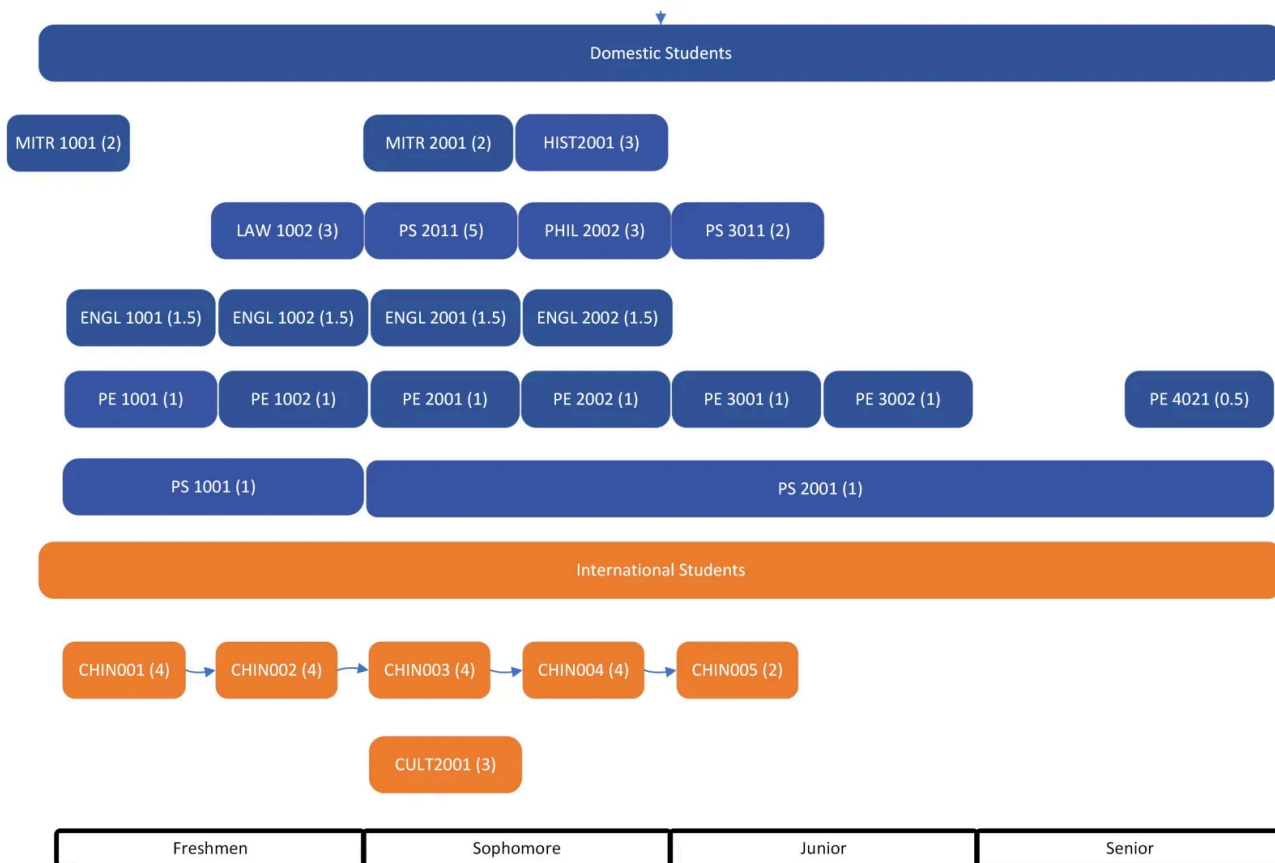 Domestic Students
MITR 1001 (2)
MITR 2001 (2)
HIST2001 (3)
LAW 1002 (3)
PS 2011 (5)
PHIL 2002 (3)
PS 3011 (2)
ENGL 1001 (1.5)
ENGL 1002 (1.5)
ENGL 2001 (1.5)
ENGL 2002 (1.5)
PE 1001 (1)
PE 1002 (1)
PE 2001 (1)
PE 2002 (1)
PE 3001 (1)
PE 3002 (1)
PE 4021 (0.5)
PS 1001 (1)
PS 2001 (1)
International Students
CHIN001 (4)
CHIN002 (4)
CHIN003 (4)
CHIN004 (4)
CHIN005 (2)
CULT2001 (3)
Freshmen
Sophomore
Junior
Senior